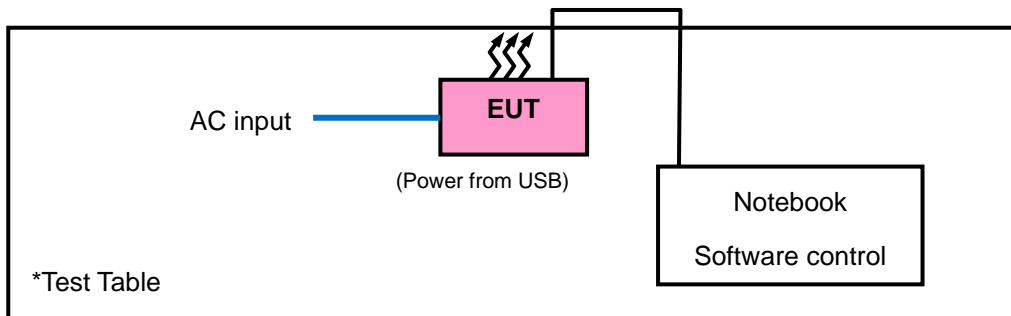 EUT
AC input
(Power from USB)
Notebook
Software control
*Test Table